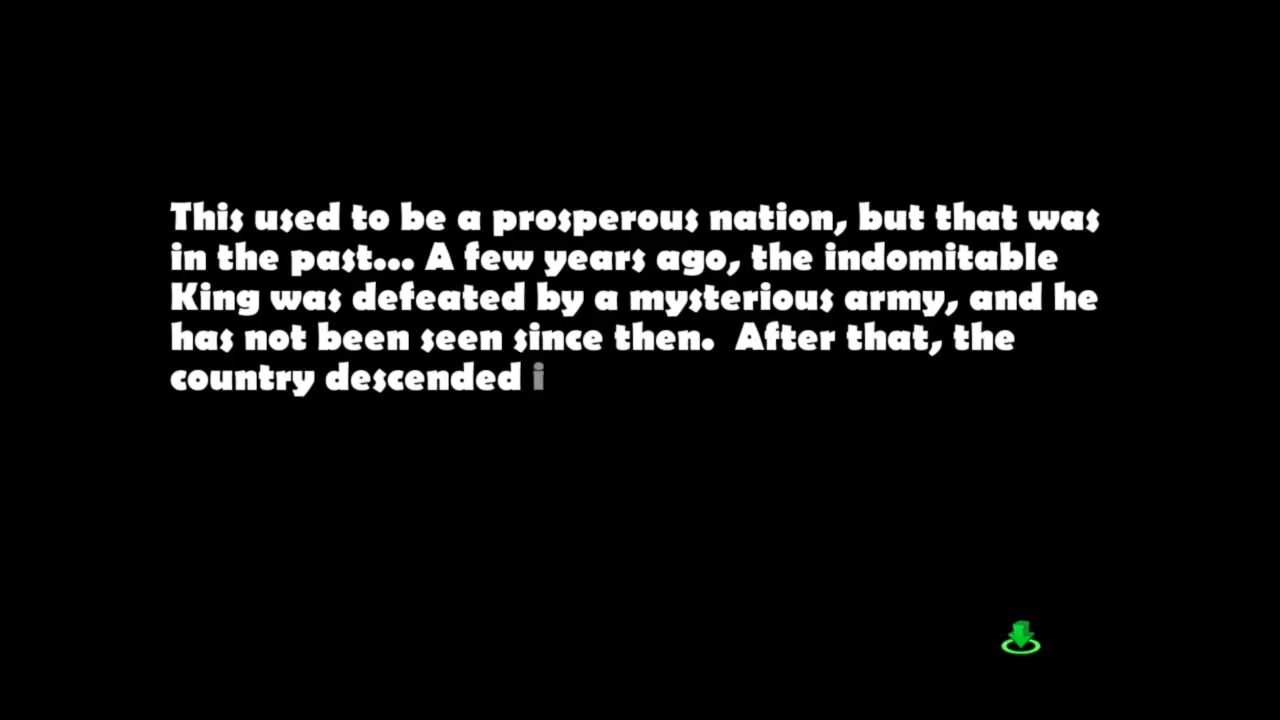 This used to be a prosperous nation, but that was
in the past... A few years ago, the indomitable
King was defeated by a mysterious army, and he
has not been seen since then.  After that, the
country descended i